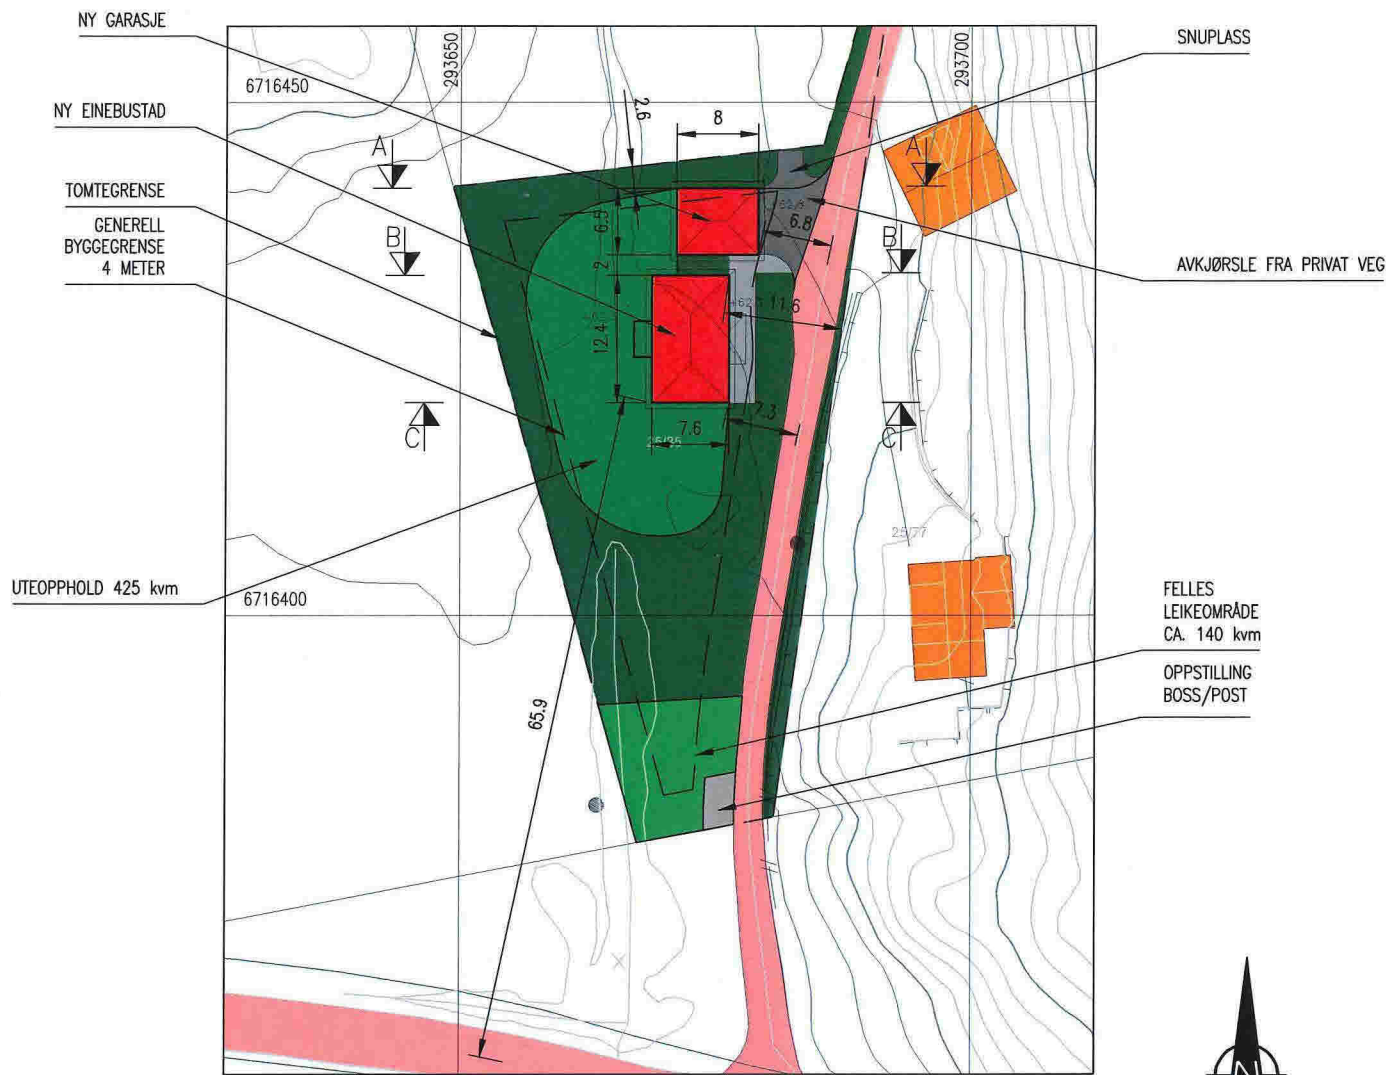 NY GARASJE
SNUPLASS
293650
293700
6716450
NY EINEBUSTAD
2.6
8
A
A
TOMTEGRENSE
GENERELL
BYGGEGRENSE
4 METER
6.5
6.8
B
B
2
AVKJØRSLE FRA PRIVAT VEG
11.6
12.4
C
C
7.3
7.6
25/77
UTEOPPHOLD 425 kvm
6716400
FELLES
LEIKEOMRÅDE
CA. 140 kvm
OPPSTILLING
BOSS/POST
65.9
N